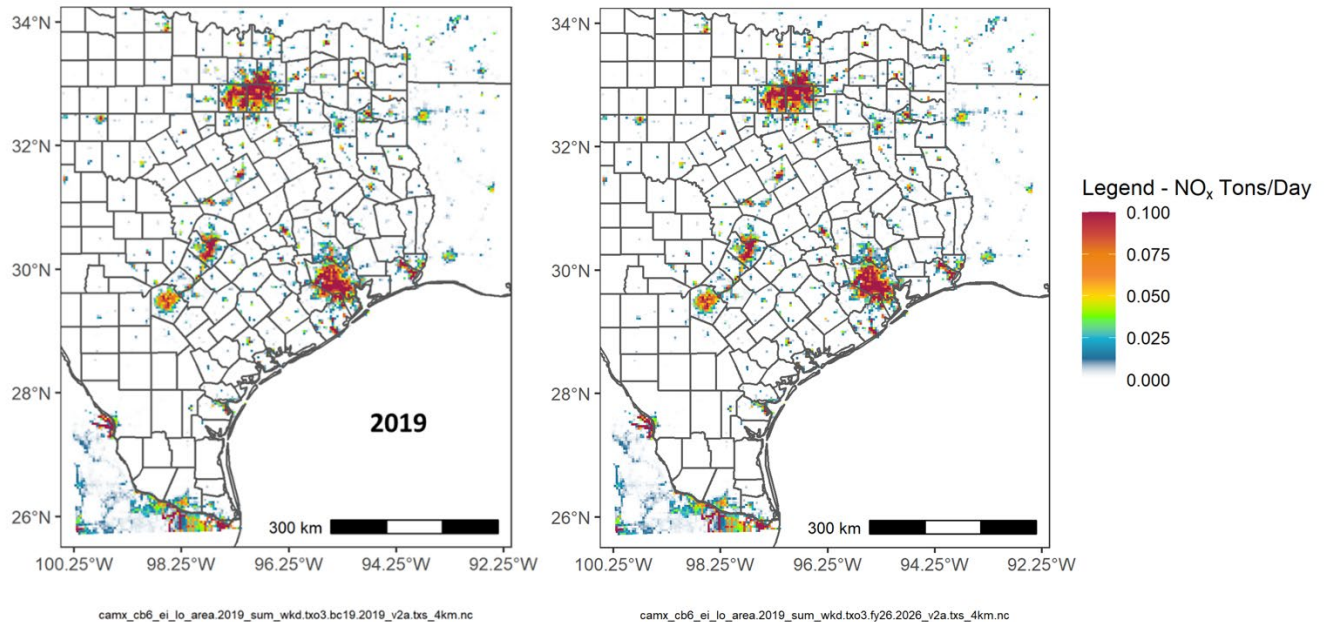 34°N
32°N
30°N
28°N
26°N
2019
300 km
100.25°W 98.25°W 96.25°W 94.25°W 92.25°W
camx_cb6_ei_lo_area.2019_sum_wkd.txo3.bc19.2019_v2a.txs_4km.nc
34°N
32°N
30°N
28°N
26°N
300 km
100.25°W 98.25°W 96.25°W 94.25°W 92.25°W
camx_cb6_ei_lo_area.2019_sum_wkd.txo3.fy26.2026_v2a.txs_4km.nc
Legend - NOₓ Tons/Day
0.100
0.075
0.050
0.025
0.000